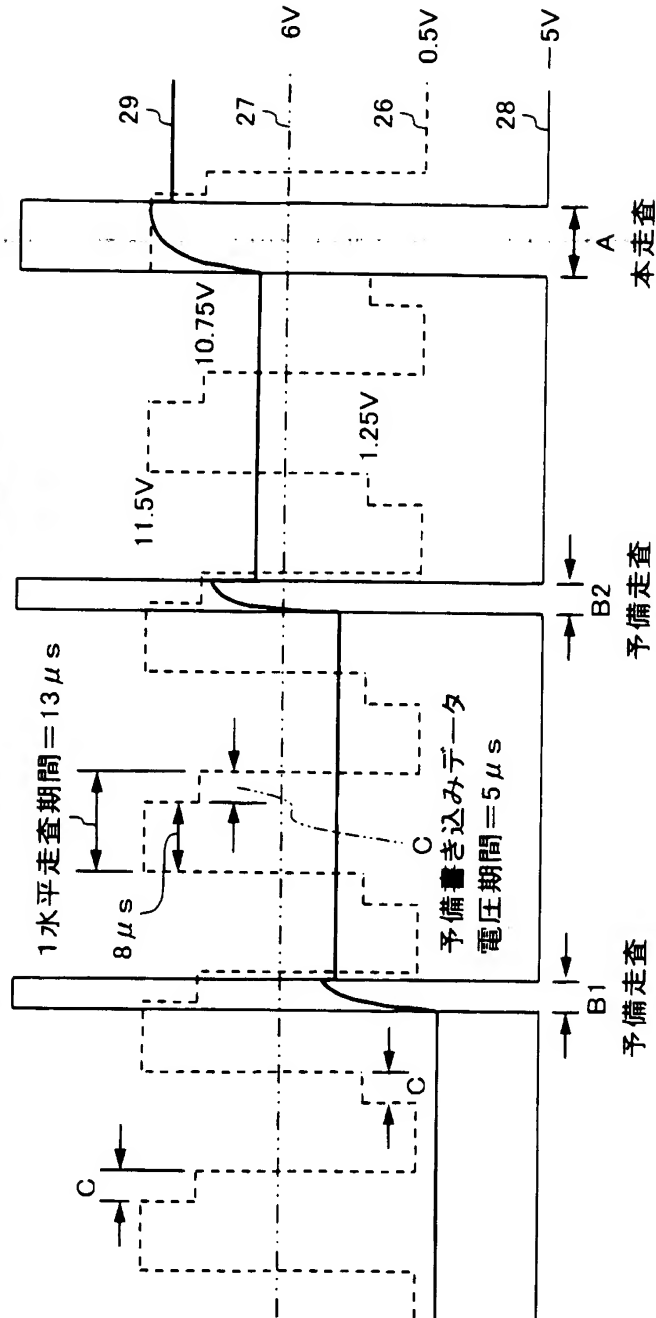 1水平走査期間=13μs
8μs
C
C
C
予備書き込みデータ
電圧期間=5μs
11.5V
10.75V
1.25V
29
27
26
28
6V
0.5V
-5V
B1
予備走査
B2
予備走査
A
本走査